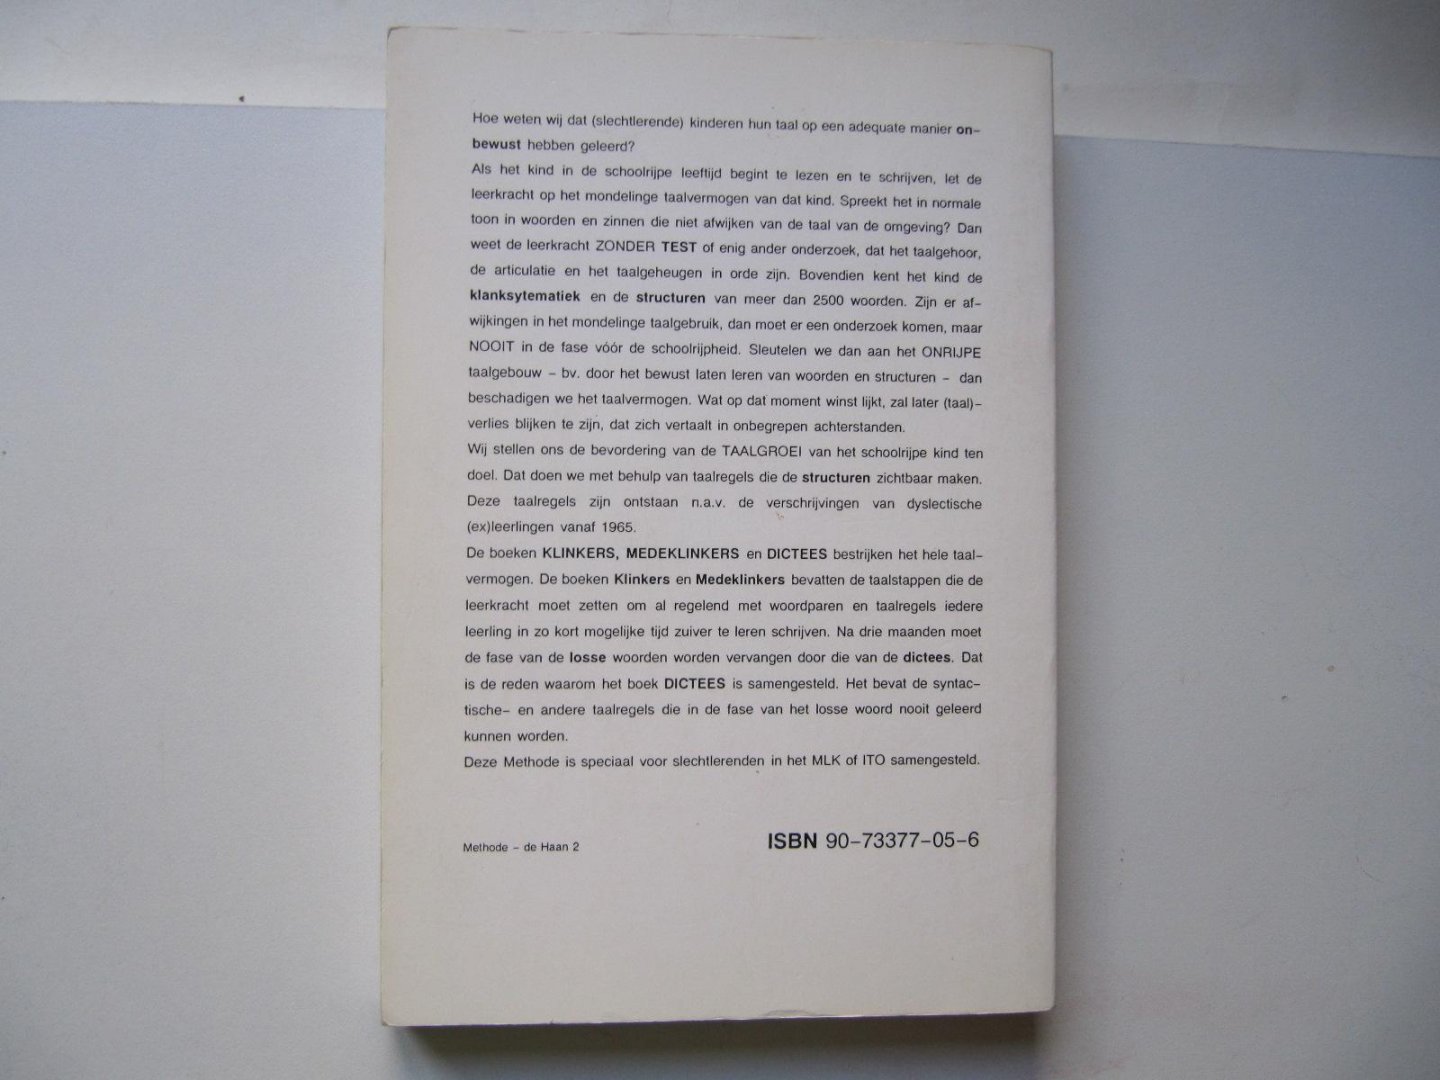 Hoe weten wij dat (slechtlerende) kinderen hun taal op een adequate manier on-
bewust hebben geleerd?
Als het kind in de schoolrijpe leeftijd begint te lezen en te schrijven, let de
leerkracht op het mondelinge taalvermogen van dat kind. Spreekt het in normale
toon in woorden en zinnen die niet afwijken van de taal van de omgeving? Dan
weet de leerkracht ZONDER TEST of enig ander onderzoek, dat het taalgehoor,
de articulatie en het taalgeheugen in orde zijn. Bovendien kent het kind de
klanksytematiek en de structuren van meer dan 2500 woorden. Zijn er af-
wijkingen in het mondelinge taalgebruik, dan moet er een onderzoek komen, maar
NOOIT in de fase vóór de schoolrijpheid. Sleutelen we dan aan het ONRIJPE
taalgebouw - bv. door het bewust laten leren van woorden en structuren - dan
beschadigen we het taalvermogen. Wat op dat moment winst lijkt, zal later (taal)-
verlies blijken te zijn, dat zich vertaalt in onbegrepen achterstanden.
Wij stellen ons de bevordering van de TAALGROEI van het schoolrijpe kind ten
doel. Dat doen we met behulp van taalregels die de structuren zichtbaar maken.
Deze taalregels zijn ontstaan n.a.v. de verschrijvingen van dyslectische
(ex)leerlingen vanaf 1965.
De boeken KLINKERS, MEDEKLINKERS en DICTEES bestrijken het hele taal-
vermogen. De boeken Klinkers en Medeklinkers bevatten de taalstappen die de
leerkracht moet zetten om al regelend met woordparen en taalregels iedere
leerling in zo kort mogelijke tijd zuiver te leren schrijven. Na drie maanden moet
de fase van de losse woorden worden vervangen door die van de dictees. Dat
is de reden waarom het boek DICTEES is samengesteld. Het bevat de syntac-
tische- en andere taalregels die in de fase van het losse woord nooit geleerd
kunnen worden.
Deze Methode is speciaal voor slechtlerenden in het MLK of ITO samengesteld.
Methode - de Haan 2
ISBN 90-73377-05-6